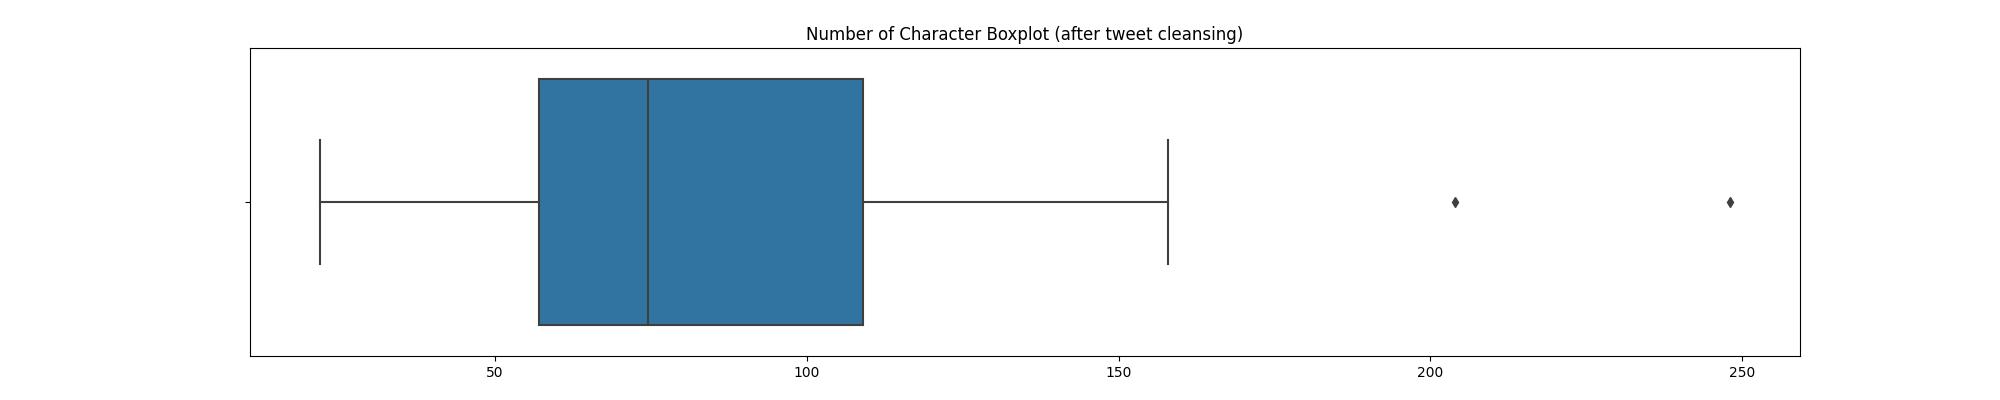 Number of Character Boxplot (after tweet cleansing)
50 100 150 200 250